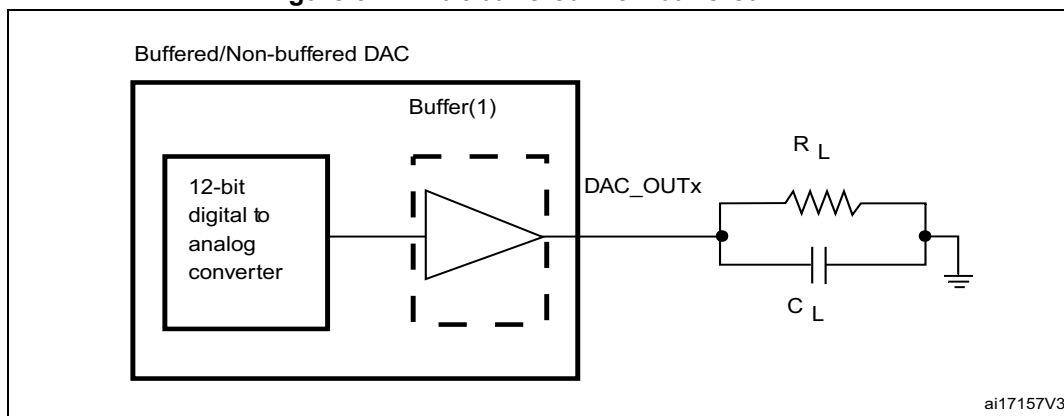 Buffered/Non-buffered DAC
Buffer(1)
12-bit
digital to
analog
converter
DAC_OUTx
R L
C L
ai17157V3